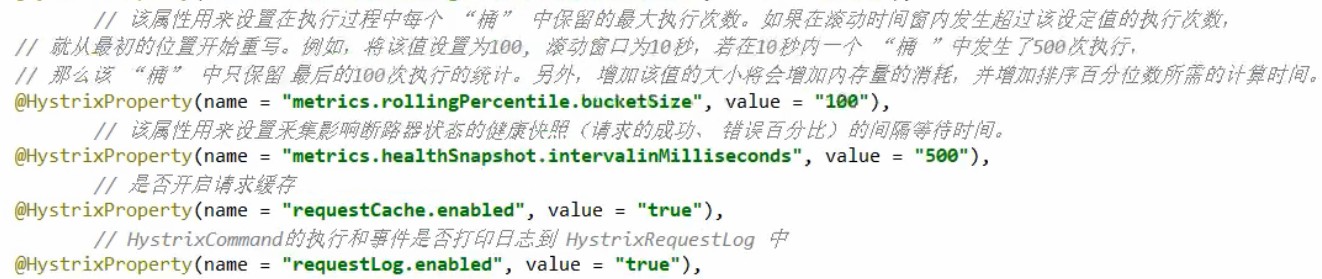 // 该属性用来设置在执行过程中每个 “桶” 中保留的最大执行次数。如果在滚动时间窗内发生超过该设定值的执行次数，
// 就从最初的位置开始重写。例如，将该值设置为100, 滚动窗口为10秒，若在10秒内一个 “桶 ”中发生了500次执行，
// 那么该 “桶” 中只保留 最后的100次执行的统计。另外，增加该值的大小将会增加内存量的消耗，并增加排序百分位数所需的计算时间。
@HystrixProperty(name = "metrics.rollingPercentile.bucketSize", value = "100"),
// 该属性用来设置采集影响断路器状态的健康快照（请求的成功、 错误百分比）的间隔等待时间。
@HystrixProperty(name = "metrics.healthSnapshot.intervalinMilliseconds", value = "500"),
// 是否开启请求缓存
@HystrixProperty(name = "requestCache.enabled", value = "true"),
// HystrixCommand的执行和事件是否打印日志到 HystrixRequestLog 中
@HystrixProperty(name = "requestLog.enabled", value = "true"),